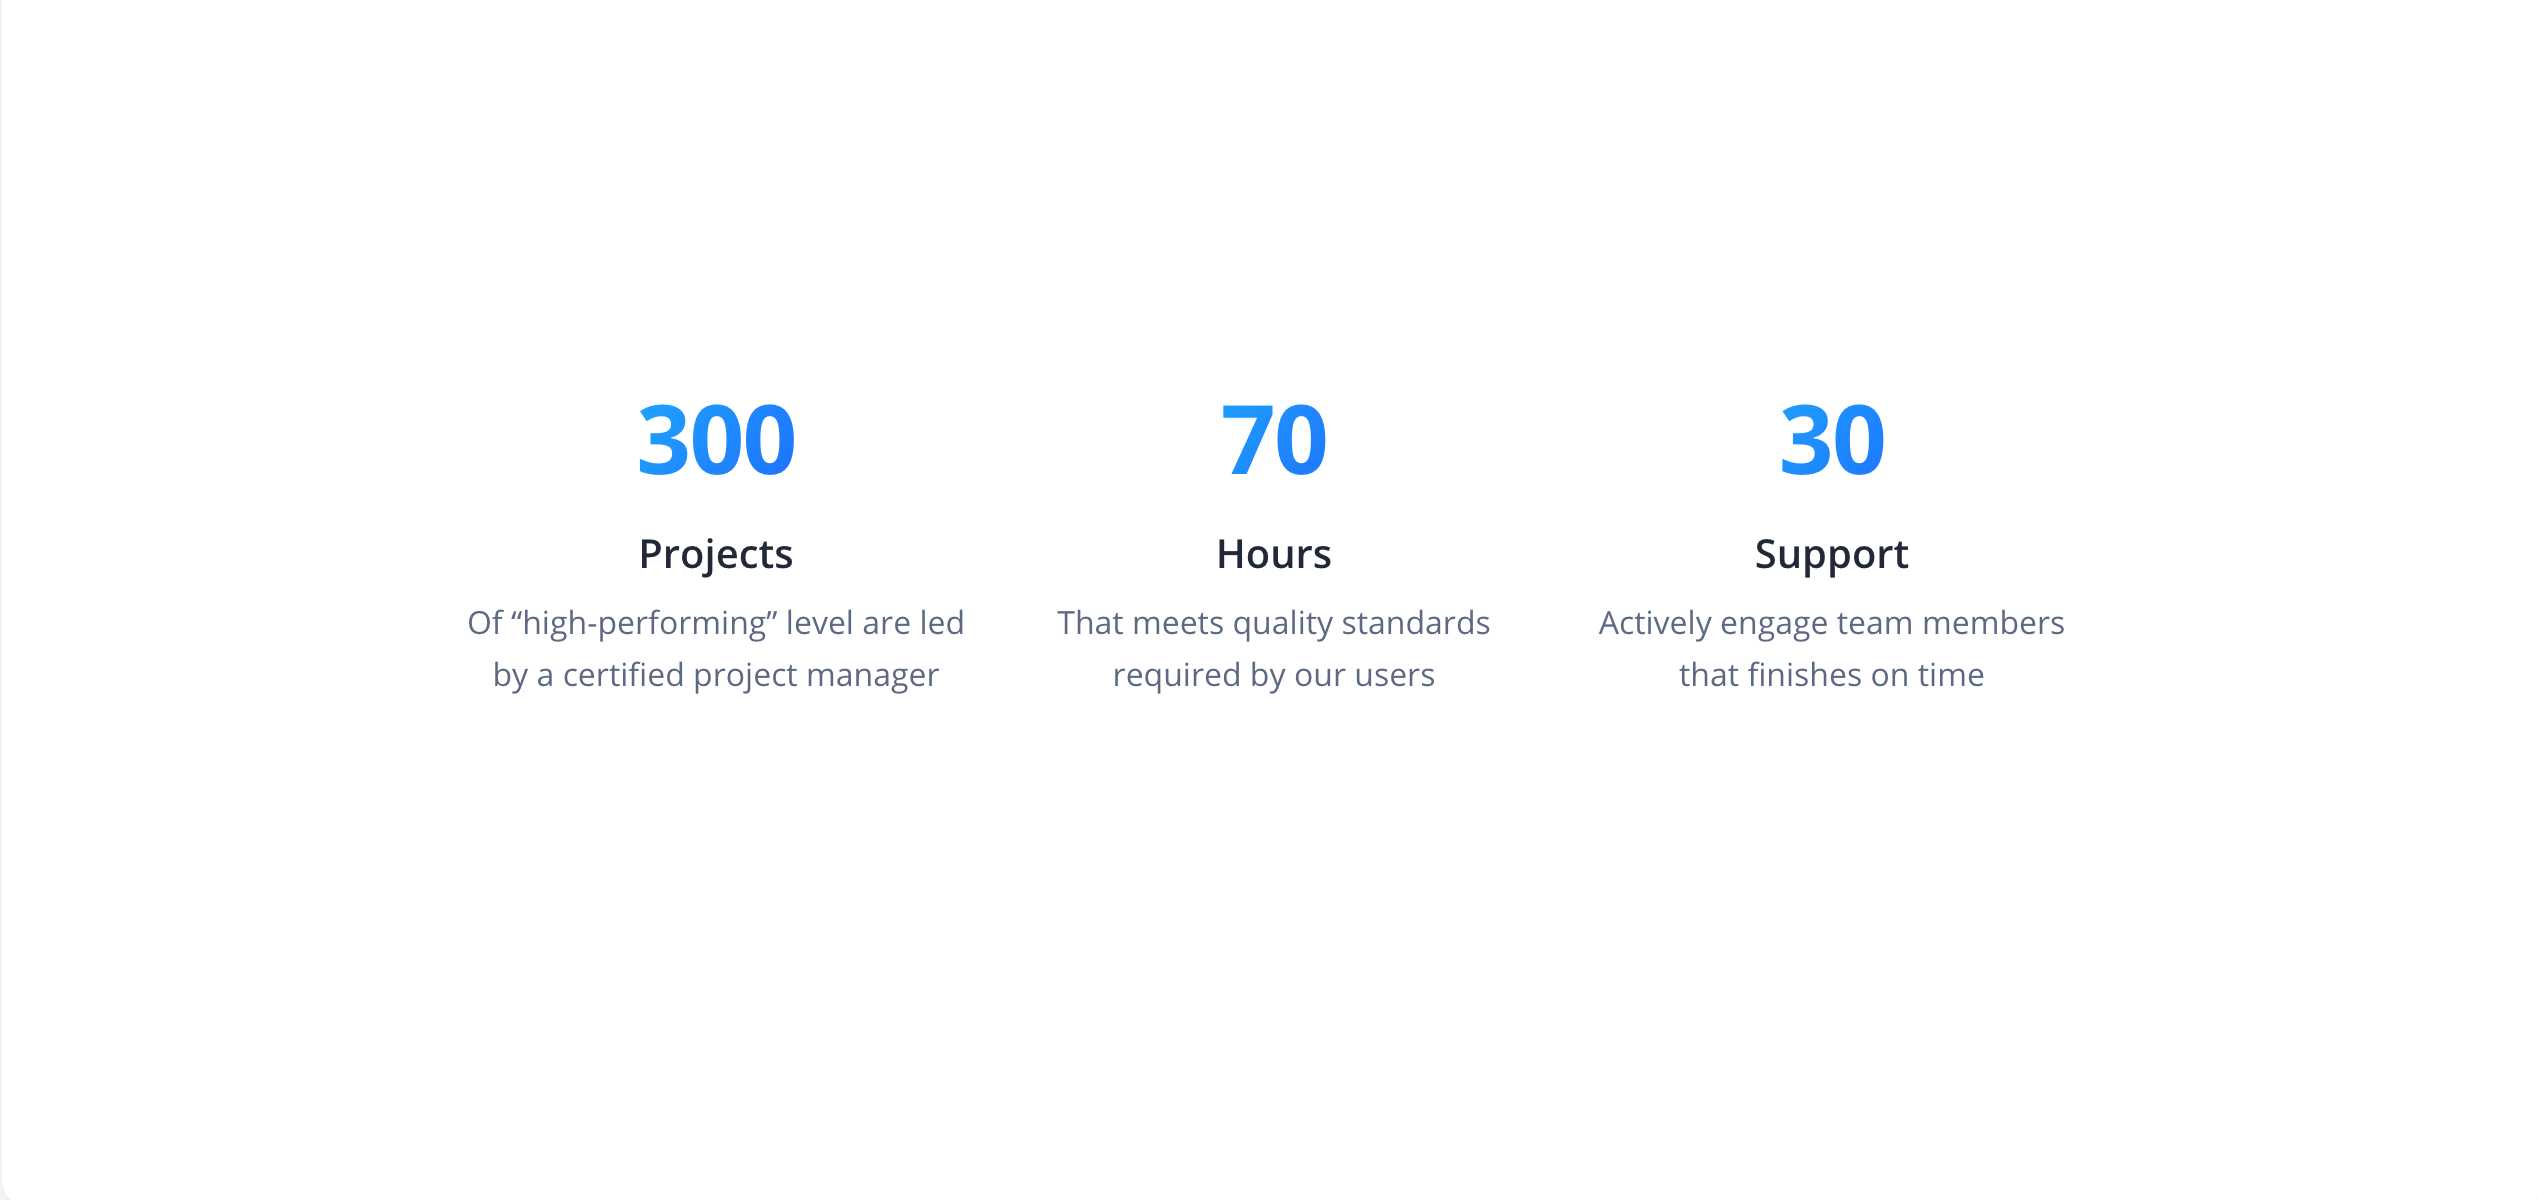 300
Projects
Of “high-performing” level are led
by a certified project manager
70
Hours
That meets quality standards
required by our users
30
Support
Actively engage team members
that finishes on time